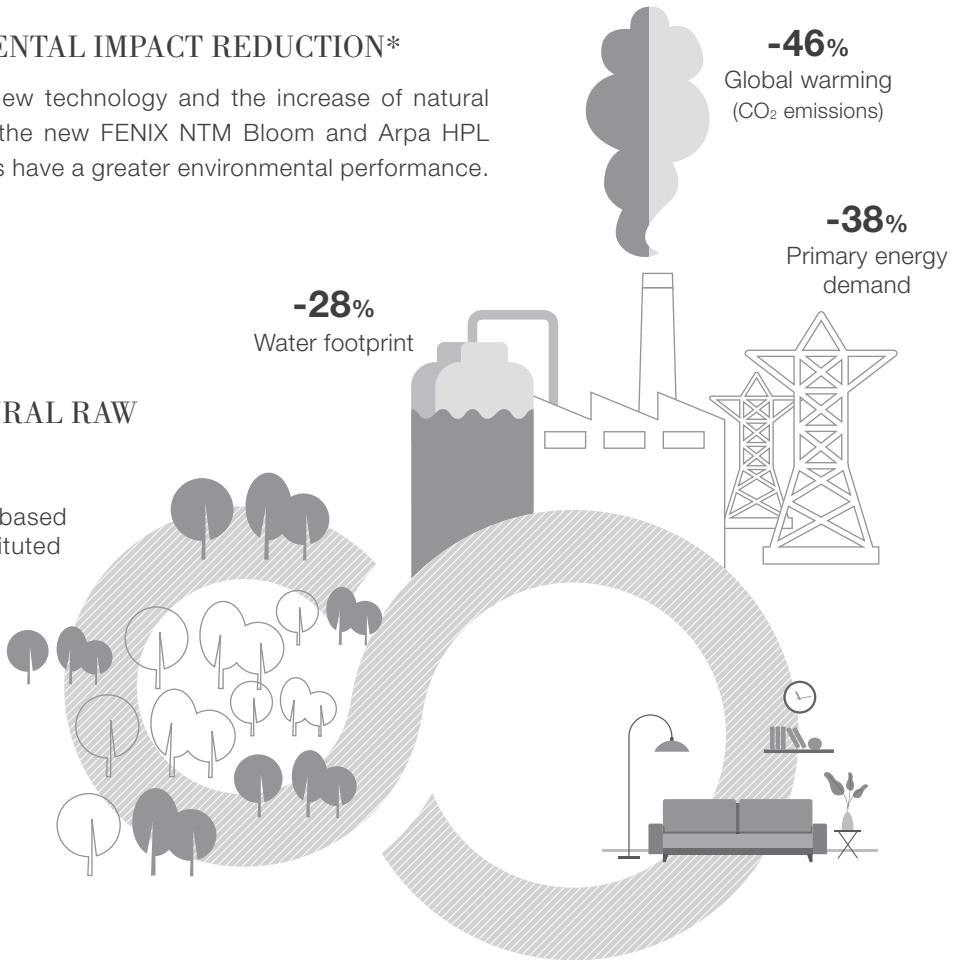 ENTAL IMPACT REDUCTION*
ew technology and the increase of natural
the new FENIX NTM Bloom and Arpa HPL
s have a greater environmental performance.
-46%
Global warming
(CO₂ emissions)
-38%
Primary energy
demand
-28%
Water footprint
RAL RAW
based
ituted